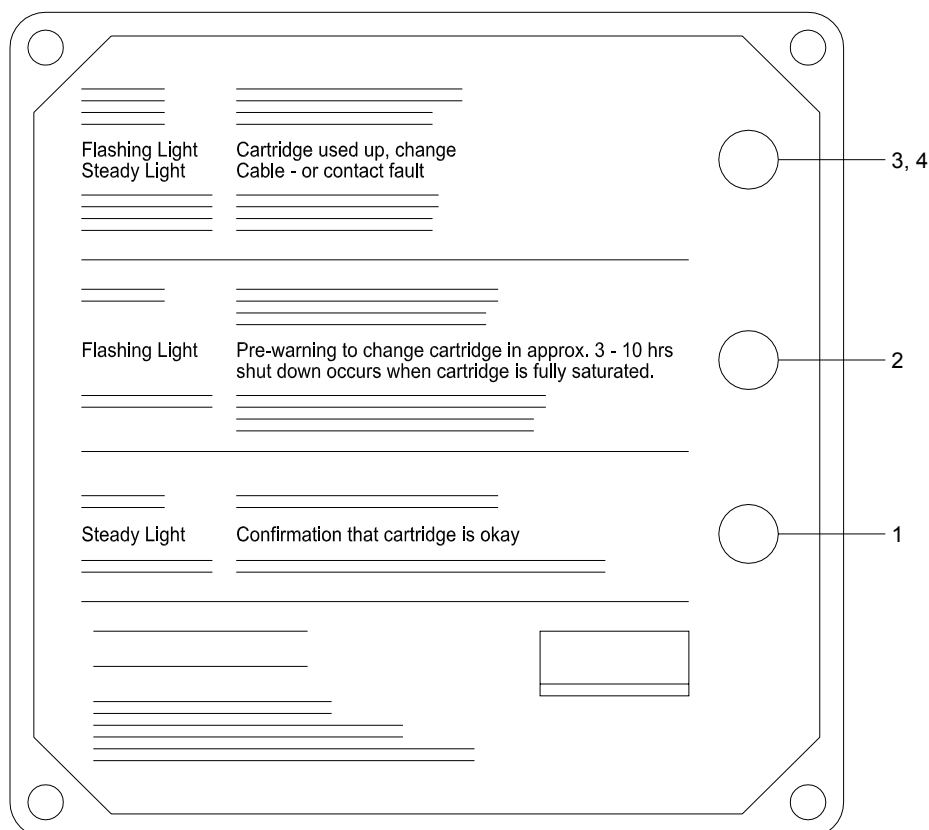 Flashing Light Cartridge used up, change
Steady Light Cable - or contact fault
3, 4
Flashing Light Pre-warning to change cartridge in approx. 3 - 10 hrs
shut down occurs when cartridge is fully saturated.
2
Steady Light Confirmation that cartridge is okay
1